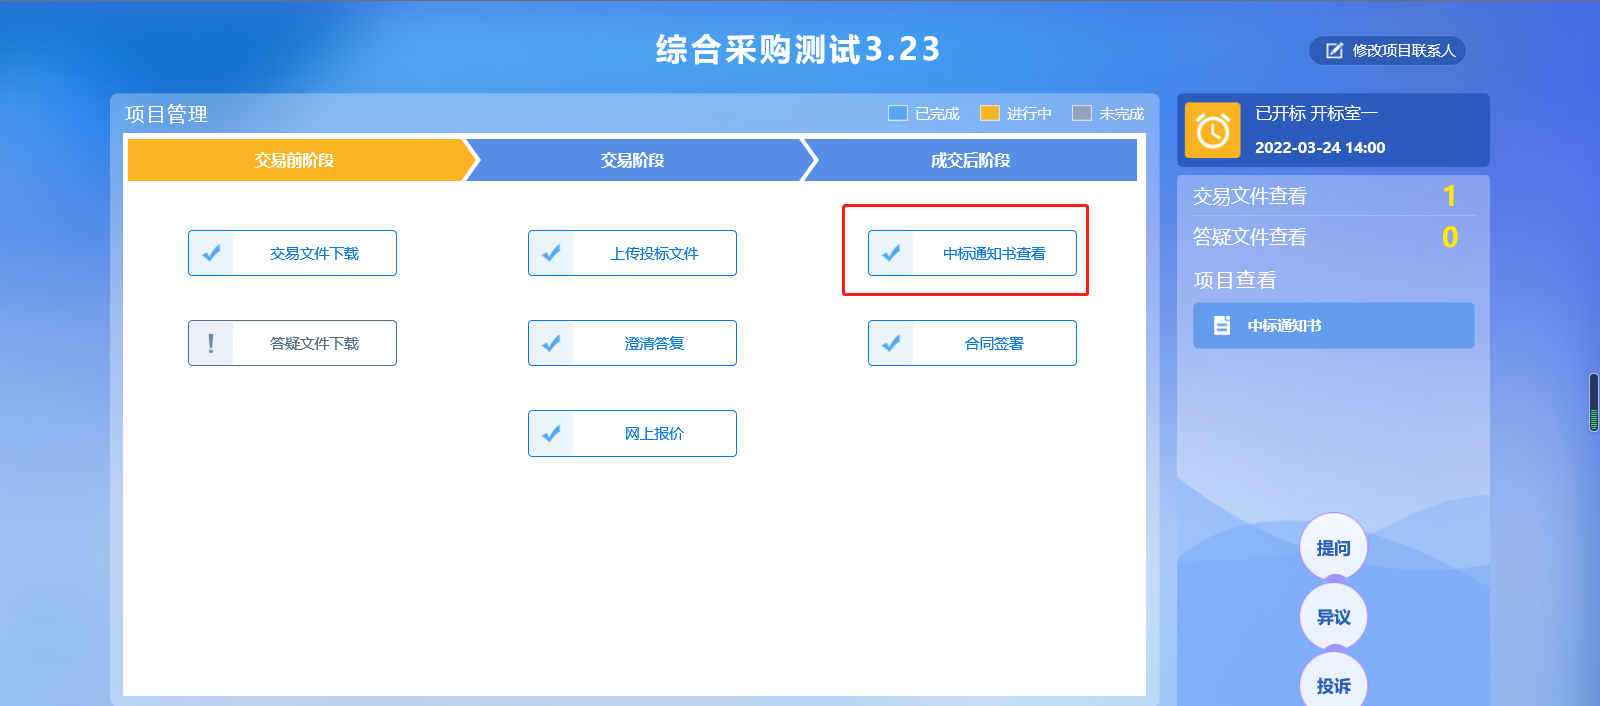 综合采购测试3.23
修改项目联系人
项目管理
已完成
进行中
未完成
交易前阶段
交易阶段
成交后阶段
交易文件下载
上传投标文件
中标通知书查看
答疑文件下载
澄清答复
合同签署
网上报价
已开标 开标室一
2022-03-24 14:00
交易文件查看 1
答疑文件查看 0
项目查看
中标通知书
提问
异议
投诉